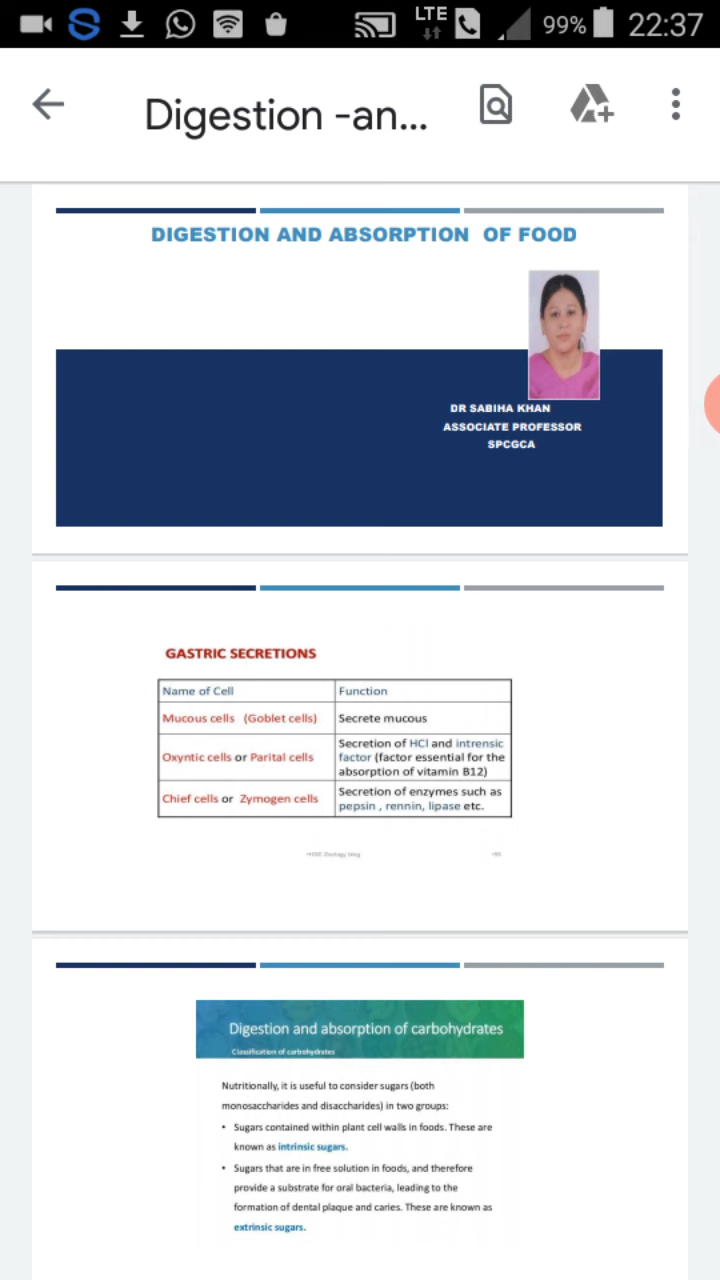 LTE
99%
22:37
Digestion -an...
DIGESTION AND ABSORPTION OF FOOD
DR SABIHA KHAN
ASSOCIATE PROFESSOR
SPCGCA
GASTRIC SECRETIONS
Name of Cell
Function
Mucous cells (Goblet cells)
Secrete mucous
Oxyntic cells or Parital cells
Secretion of HCl and intrensic
factor (factor essential for the
absorption of vitamin B12)
Chief cells or Zymogen cells
Secretion of enzymes such as
pepsin , rennin, lipase etc.
Zoology blog
Digestion and absorption of carbohydrates
Classification of carbohydrates
Nutritionally, it is useful to consider sugars (both
monosaccharides and disaccharides) in two groups:
• Sugars contained within plant cell walls in foods. These are
known as intrinsic sugars.
• Sugars that are in free solution in foods, and therefore
provide a substrate for oral bacteria, leading to the
formation of dental plaque and caries. These are known as
extrinsic sugars.